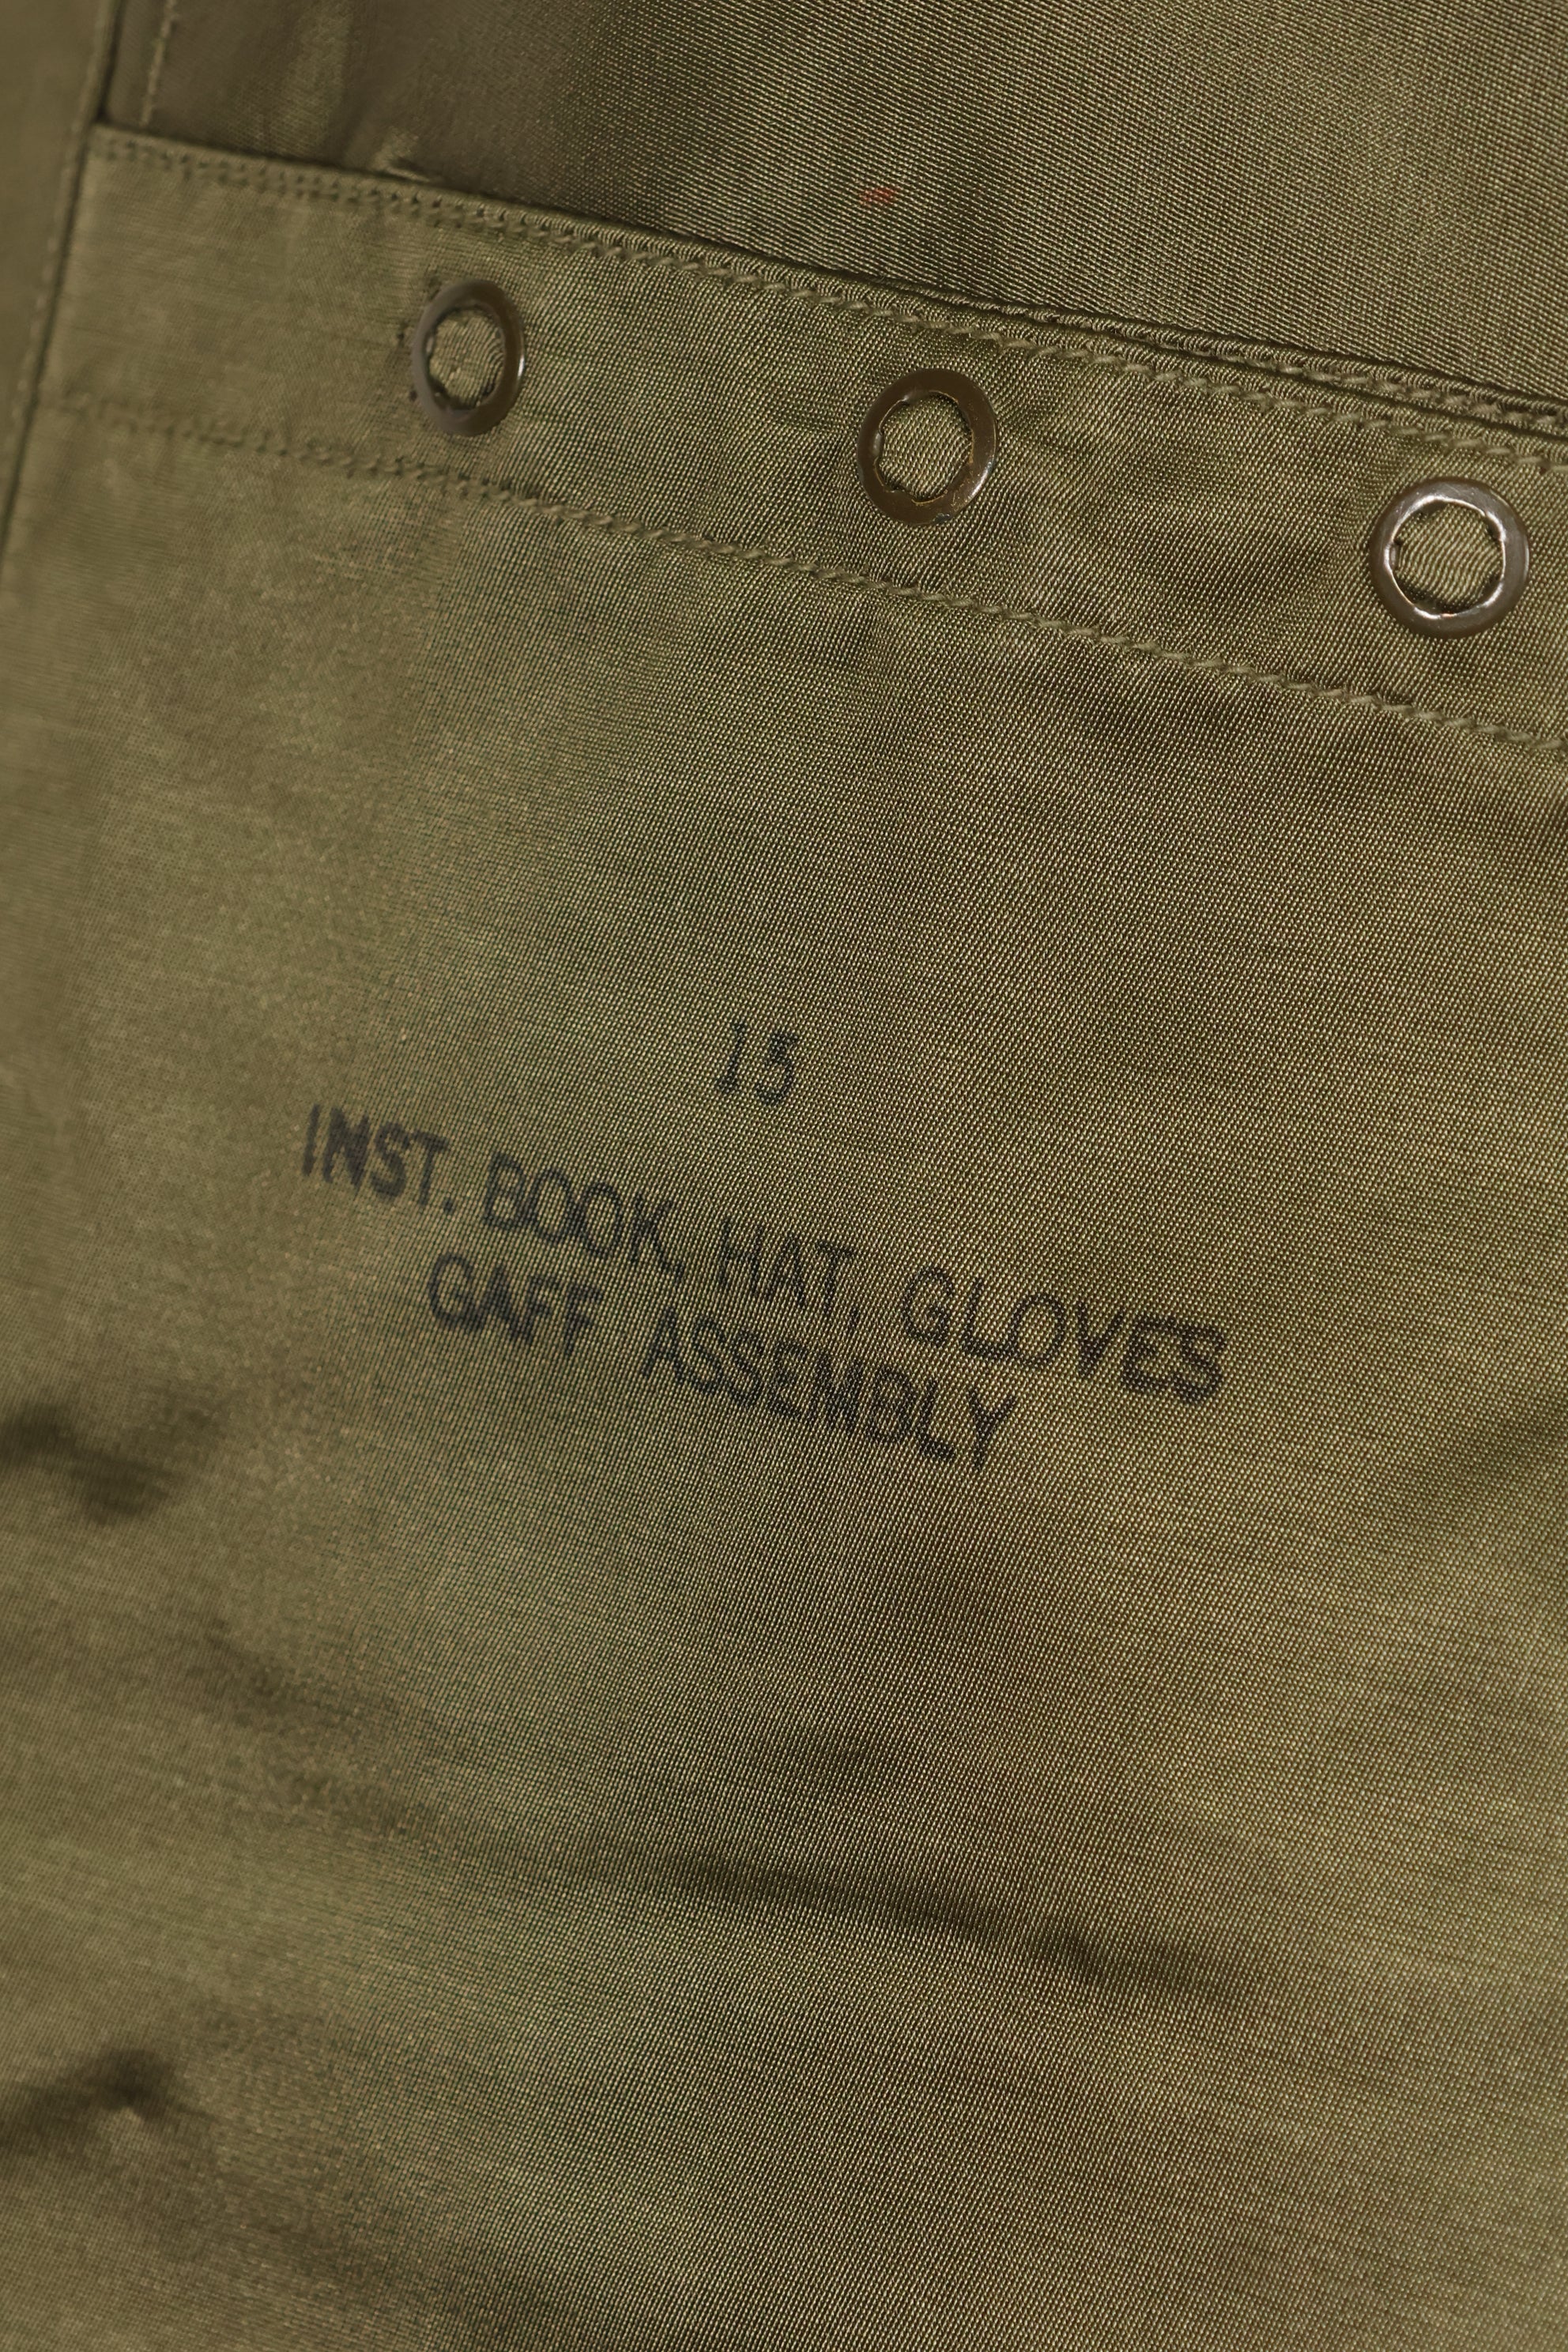 15
INST. BOOK, HAT, GLOVES
GAFF ASSEMBLY